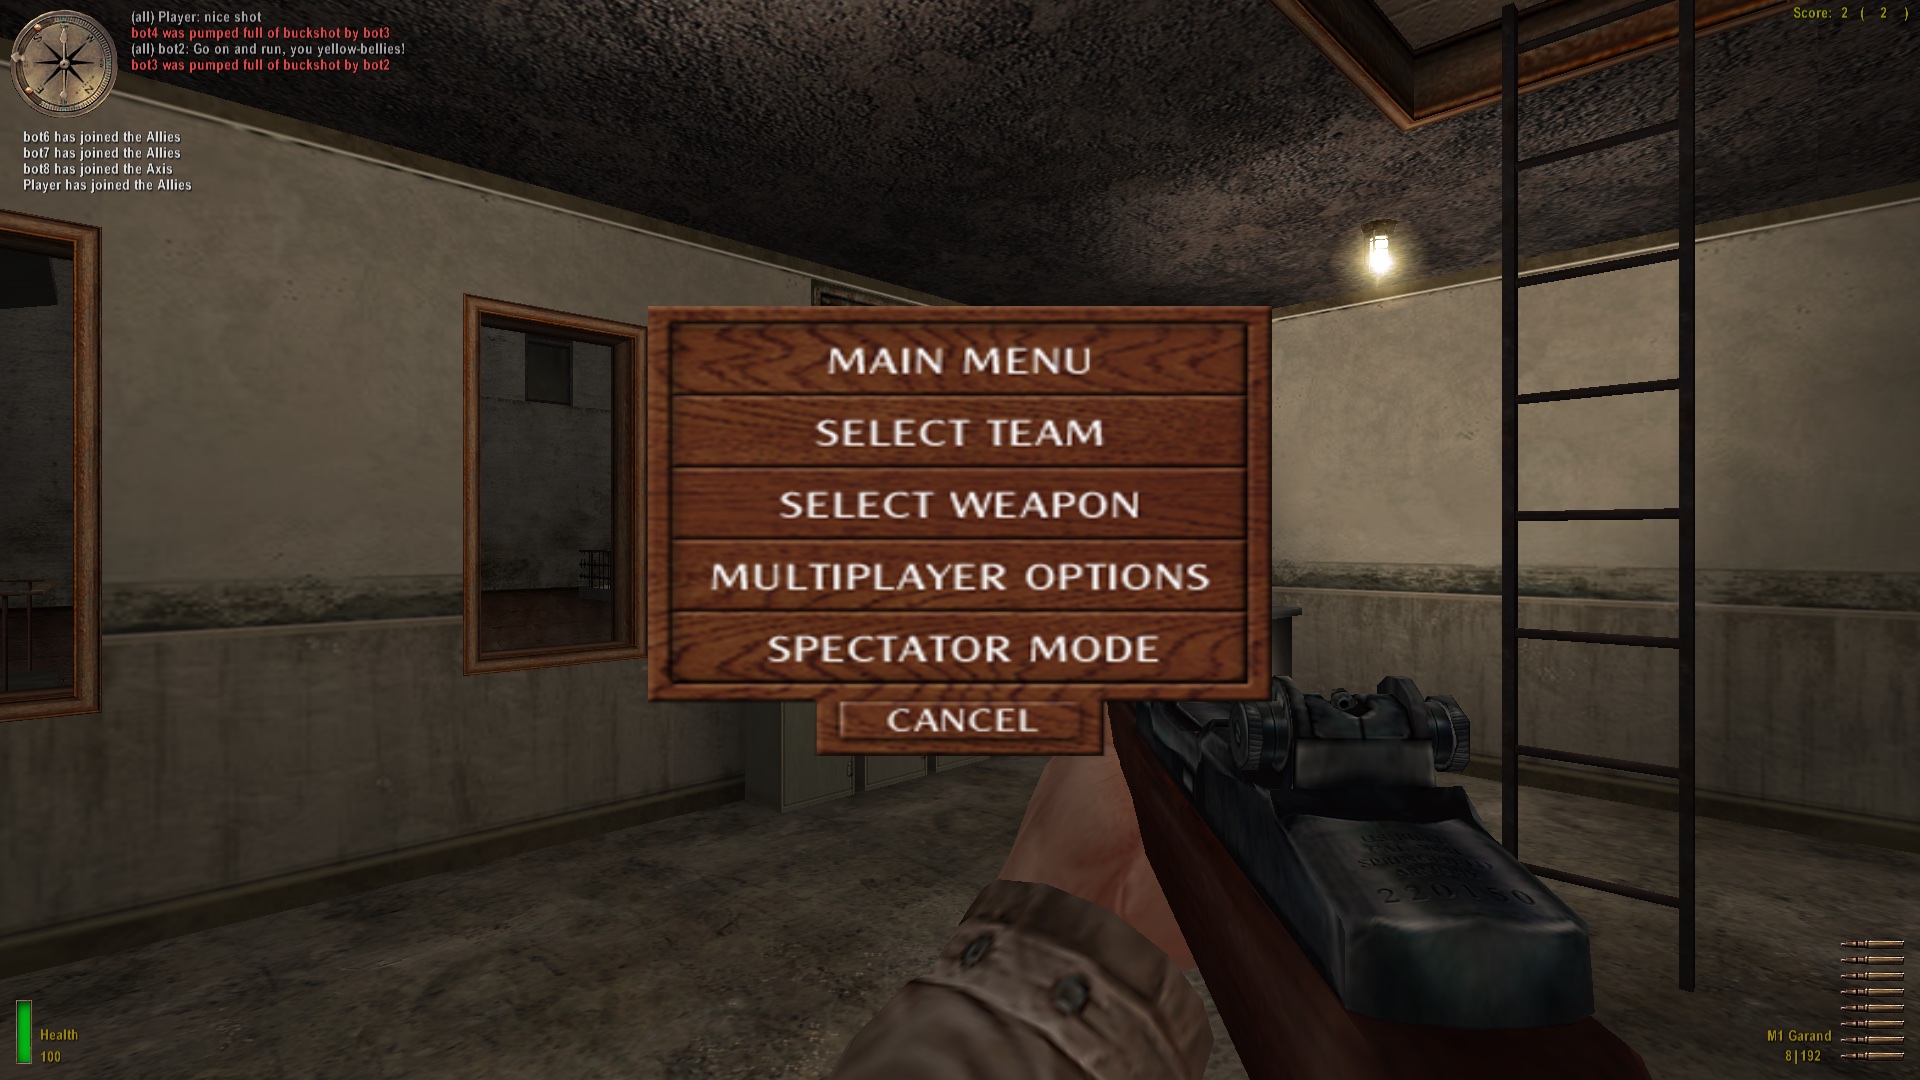 (all) Player: nice shot
bot4 was pumped full of buckshot by bot3
(all) bot2: Go on and run, you yellow-bellies!
bot3 was pumped full of buckshot by bot2
Score: 2 ( 2 )
bot6 has joined the Allies
bot7 has joined the Allies
bot8 has joined the Axis
Player has joined the Allies
MAIN MENU
SELECT TEAM
SELECT WEAPON
MULTIPLAYER OPTIONS
SPECTATOR MODE
CANCEL
220150
Health
100
M1 Garand
8|192